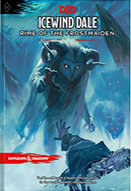 D&D
ICEWIND DALE
RIME OF THE FROSTMAIDEN
DUNGEONS & DRAGONS